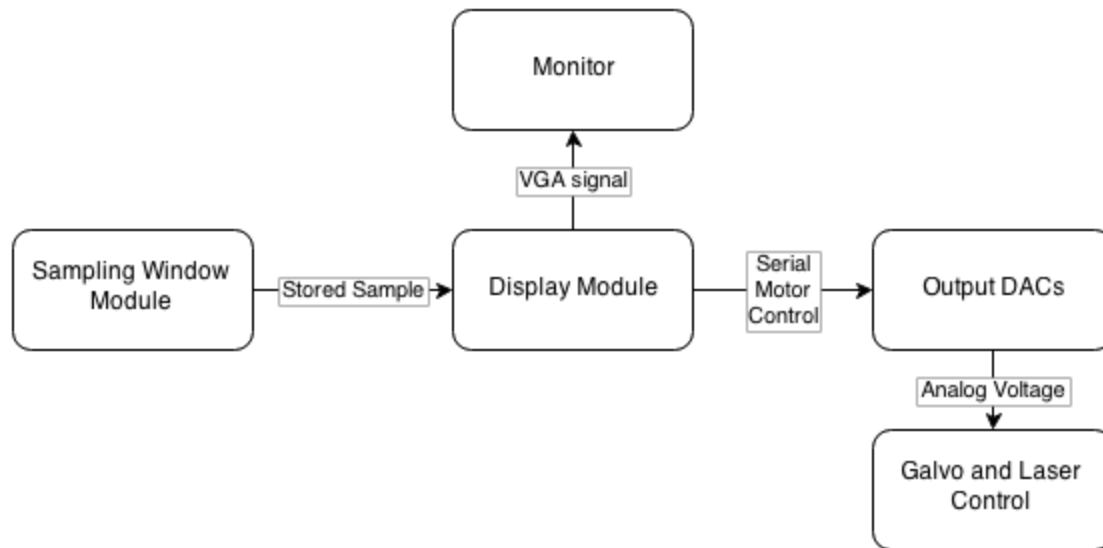 Monitor
VGA signal
Sampling Window
Module
Stored Sample
Display Module
Serial
Motor
Control
Output DACs
Analog Voltage
Galvo and Laser
Control